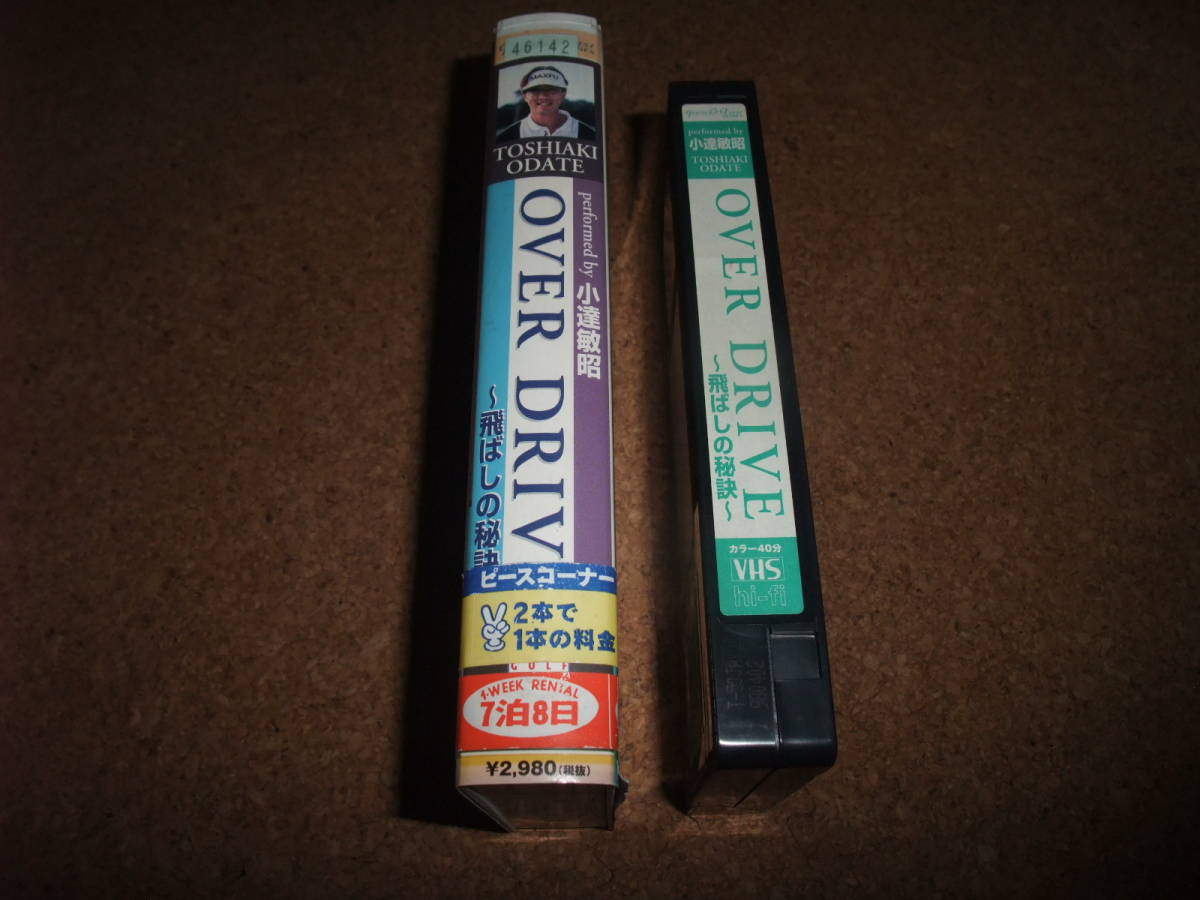 46142
MAXFLI
TOSHIAKI
ODATE
performed by 小達敏昭
OVER DRIV
～飛ばしの秘訣
ピースコーナー
2本で
1本の料金
GOLF
1-WEEK RENTAL
7泊8日
¥2,980(税抜)
performed by
小達敏昭
TOSHIAKI
ODATE
OVER DRIVE
～飛ばしの秘訣～
カラー40分
VHS
hi-fi